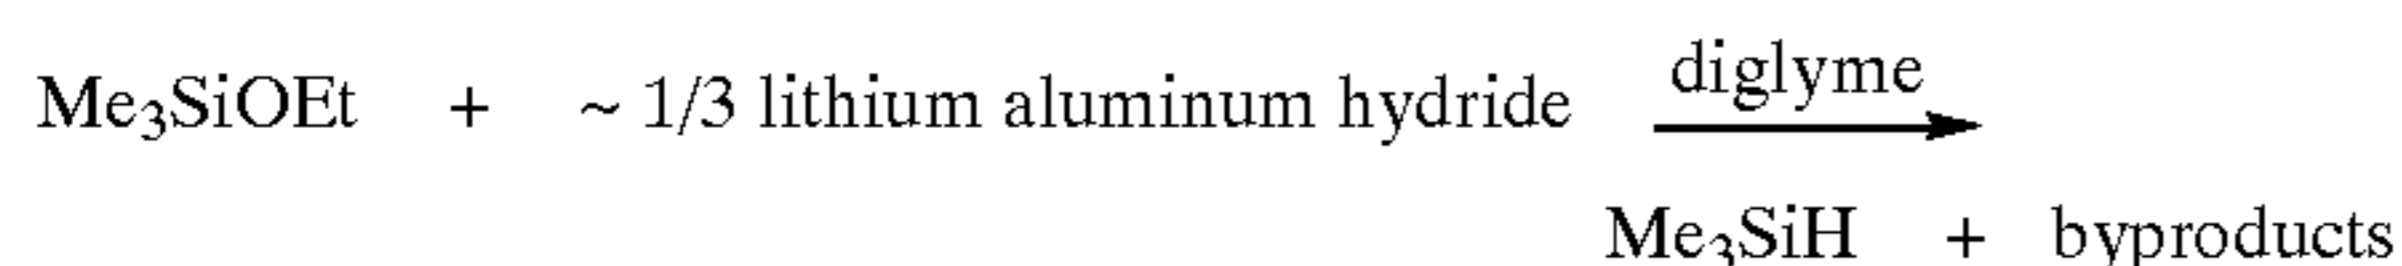 Me₃SiOEt + ~ 1/3 lithium aluminum hydride diglyme
Me₃SiH + byproducts